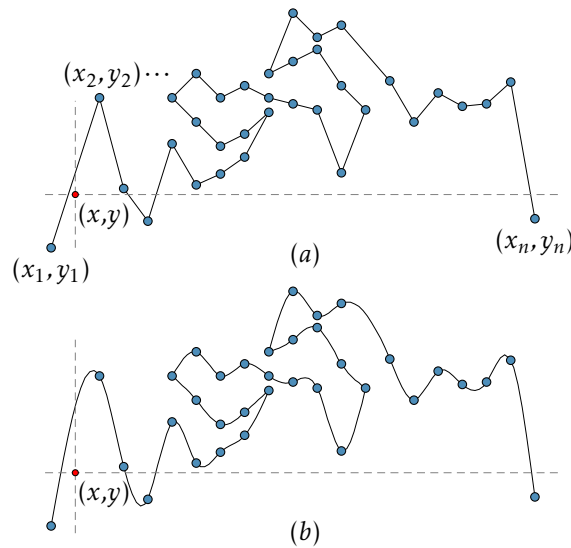 (x₂, y₂) ⋯
(x,y)
(x₁, y₁)
(xₙ, yₙ)
(a)
(x,y)
(b)